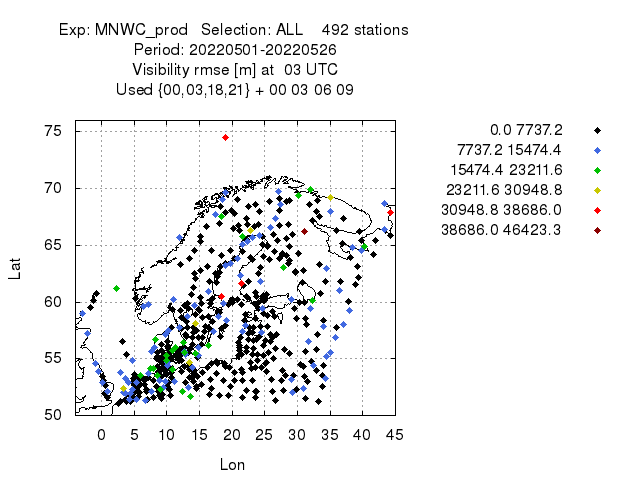 Exp: MNWC_prod   Selection: ALL    492 stations
Period: 20220501-20220526
Visibility rmse [m] at  03 UTC
Used {00,03,18,21} + 00 03 06 09
0.0 7737.2
7737.2 15474.4
15474.4 23211.6
23211.6 30948.8
30948.8 38686.0
38686.0 46423.3
75
70
65
60
55
50
Lat
0 5 10 15 20 25 30 35 40 45
Lon